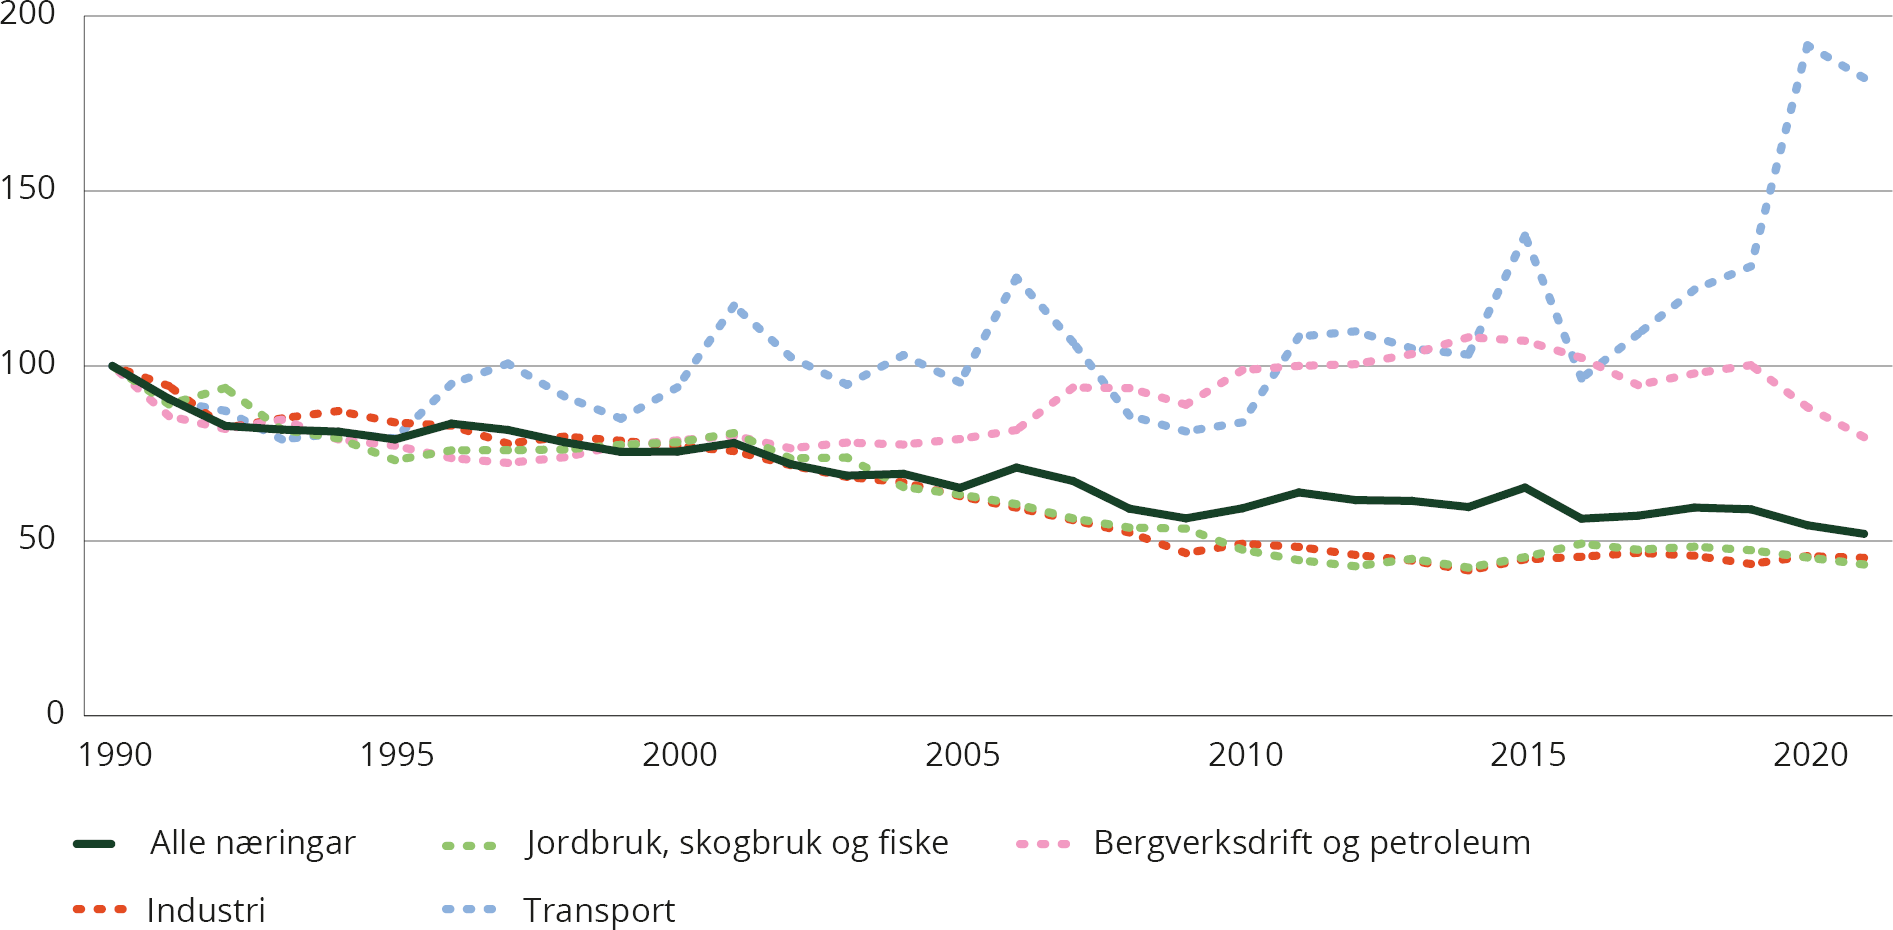 200
150
100
50
0
1990 1995 2000 2005 2010 2015 2020
Alle næringar Jordbruk, skogbruk og fiske Bergverksdrift og petroleum
Industri Transport